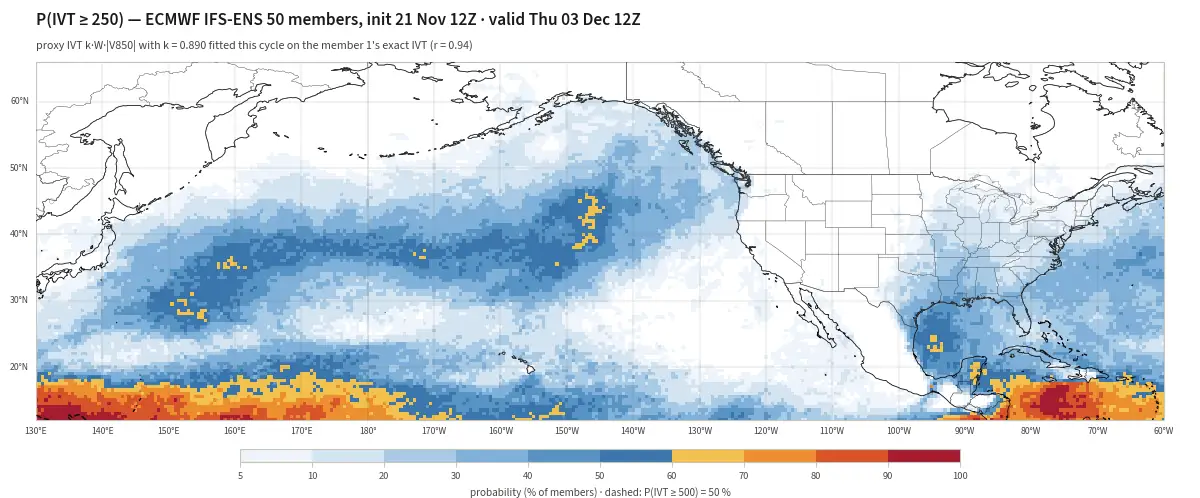 P(IVT ≥ 250) — ECMWF IFS-ENS 50 members, init 21 Nov 12Z · valid Thu 03 Dec 12Z
proxy IVT k·W·|V850| with k = 0.890 fitted this cycle on the member 1's exact IVT (r = 0.94)
60°N
50°N
40°N
30°N
20°N
130°E 140°E 150°E 160°E 170°E 180° 170°W 160°W 150°W 140°W 130°W 120°W 110°W 100°W 90°W 80°W 70°W 60°W
5 10 20 30 40 50 60 70 80 90 100
probability (% of members) · dashed: P(IVT ≥ 500) = 50 %